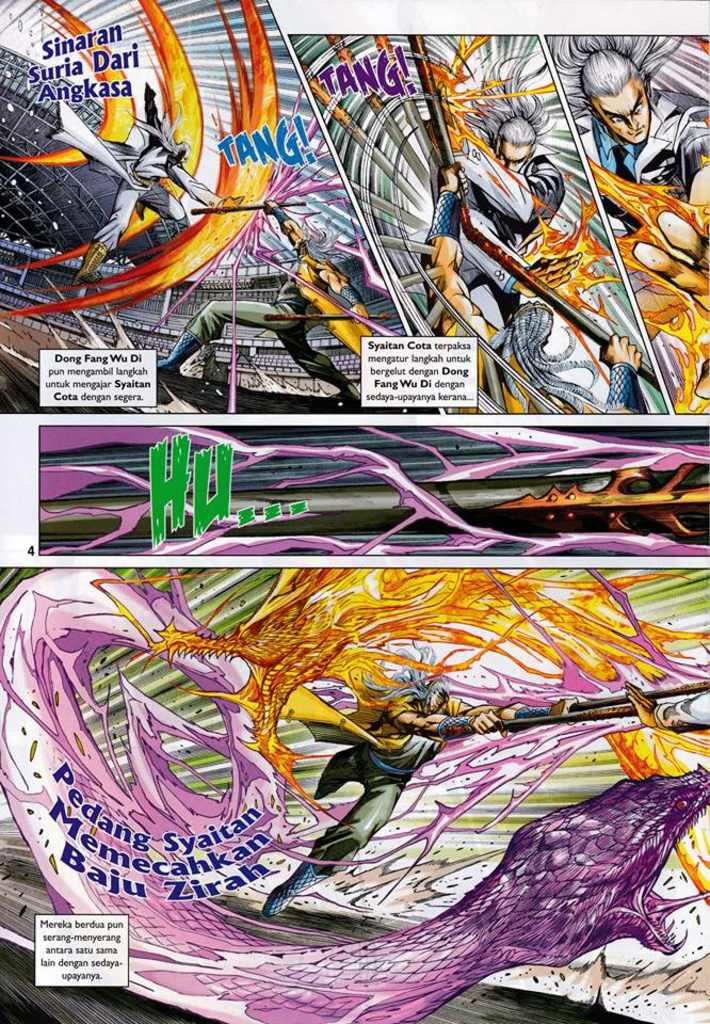 Sinaran
Suria Dari
Angkasa
TANG!
TANG!
Dong Fang Wu Di
pun mengambil langkah
untuk mengajar Syaitan
Cota dengan segera.
Syaitan Cota terpaksa
mengatur langkah untuk
bergelut dengan Dong
Fang Wu Di dengan
sedaya-upayanya kerana...
HU...
4
Pedang Syaitan
Memecahkan
Baju Zirah
Mereka berdua pun
serang-menyerang
antara satu sama
lain dengan sedaya-
upayanya.